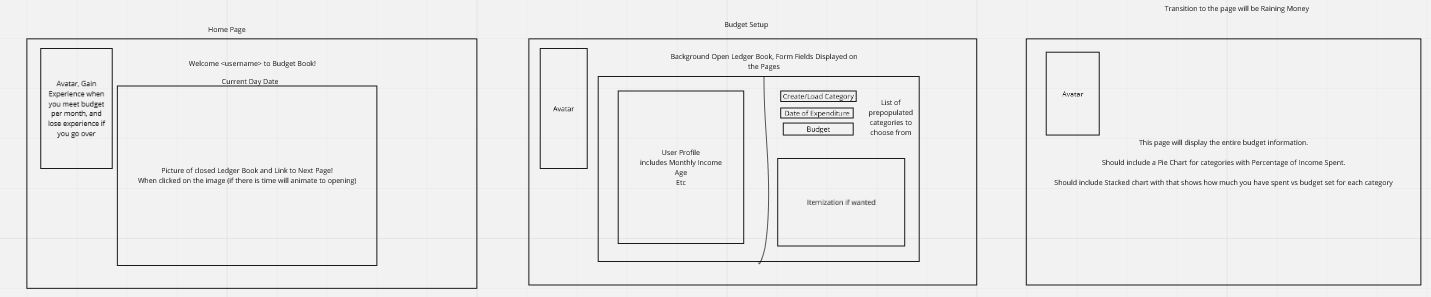 Home Page
Welcome <username> to Budget Book!
Current Day Date
Avatar, Gain
Experience when
you meet budget
per month, and
lose experience if
you go over
Picture of closed Ledger Book and Link to Next Page!
When clicked on the image (if there is time will animate to opening)
Budget Setup
Background Open Ledger Book, Form Fields Displayed on
the Pages
Avatar
User Profile
includes Monthly Income
Age
Etc
Create/Load Category
Date of Expenditure
Budget
List of
prepopulated
categories to
choose from
Itemization if wanted
Transition to the page will be Raining Money
Avatar
This page will display the entire budget information.
Should include a Pie Chart for categories with Percentage of Income Spent.
Should include Stacked chart with that shows how much you have spent vs budget set for each category